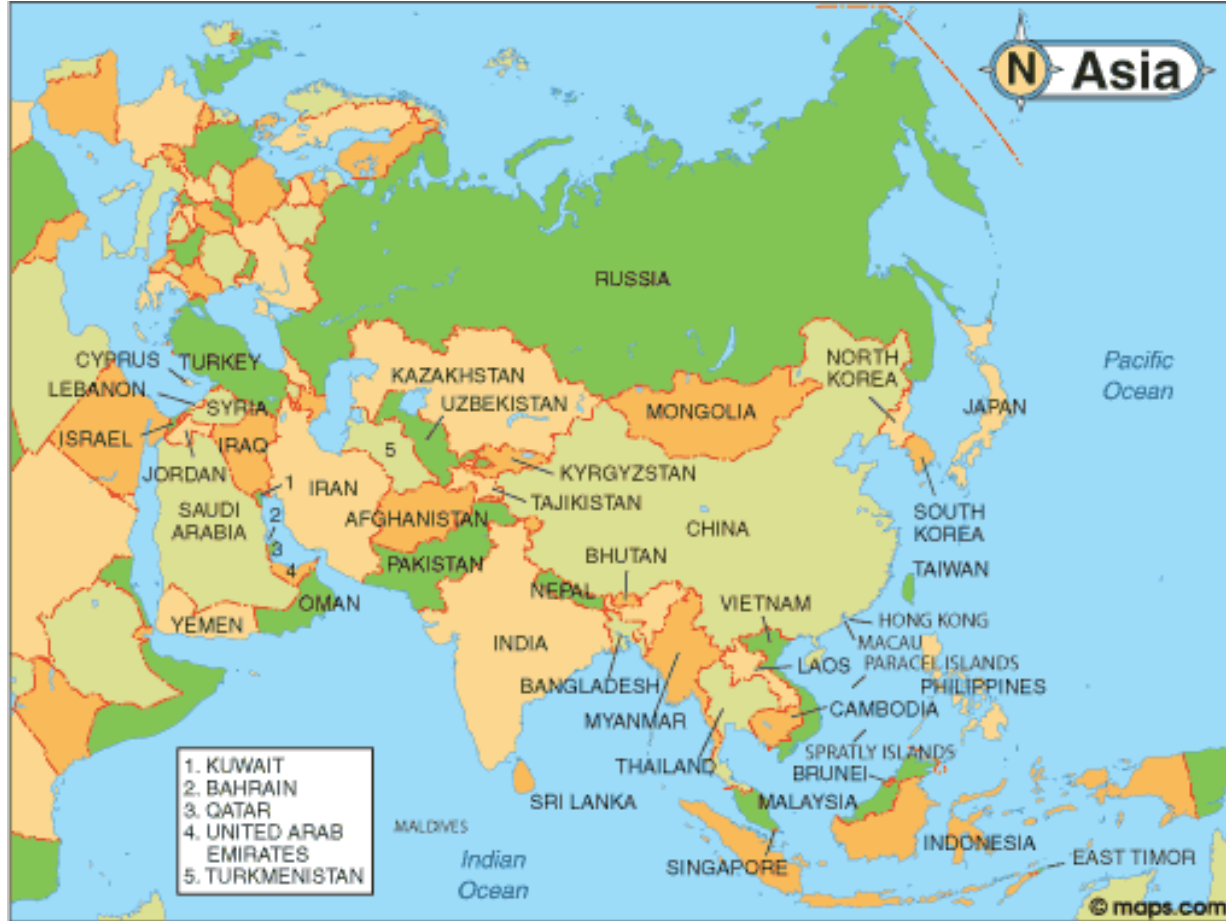 N Asia
RUSSIA
Pacific
Ocean
CYPRUS
TURKEY
LEBANON
SYRIA
ISRAEL
IRAQ
JORDAN
KAZAKHSTAN
UZBEKISTAN
MONGOLIA
NORTH
KOREA
JAPAN
5
KYRGYZSTAN
1
IRAN
TAJIKISTAN
SAUDI
ARABIA
2
AFGHANISTAN
CHINA
SOUTH
KOREA
3
PAKISTAN
BHUTAN
TAIWAN
4
OMAN
NEPAL
VIETNAM
HONG KONG
YEMEN
INDIA
MACAU
LAOS
PARACEL ISLANDS
BANGLADESH
PHILIPPINES
MYANMAR
CAMBODIA
THAILAND
SPRATLY ISLANDS
BRUNEI
SRI LANKA
MALAYSIA
MALDIVES
INDONESIA
SINGAPORE
EAST TIMOR
Indian
Ocean
1. KUWAIT
2. BAHRAIN
3. QATAR
4. UNITED ARAB
EMIRATES
5. TURKMENISTAN
© maps.com